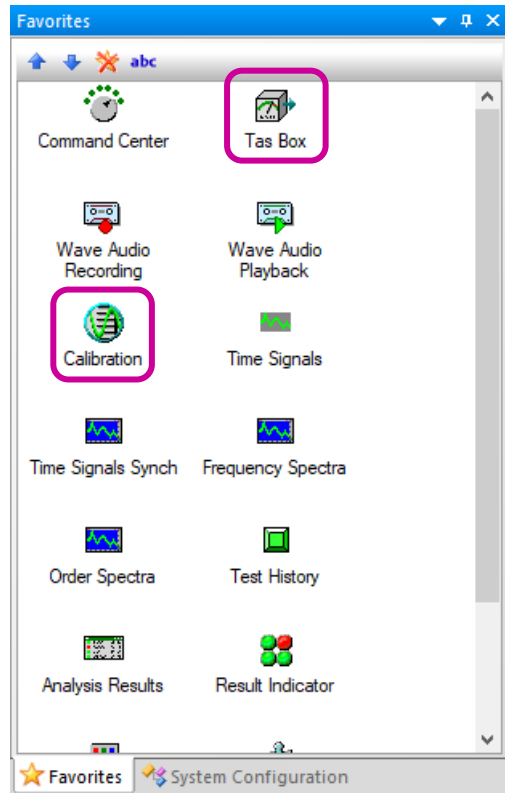 Favorites
abc
Command Center
Tas Box
Wave Audio
Recording
Wave Audio
Playback
Calibration
Time Signals
Time Signals Synch
Frequency Spectra
Order Spectra
Test History
Analysis Results
Result Indicator
Favorites
System Configuration